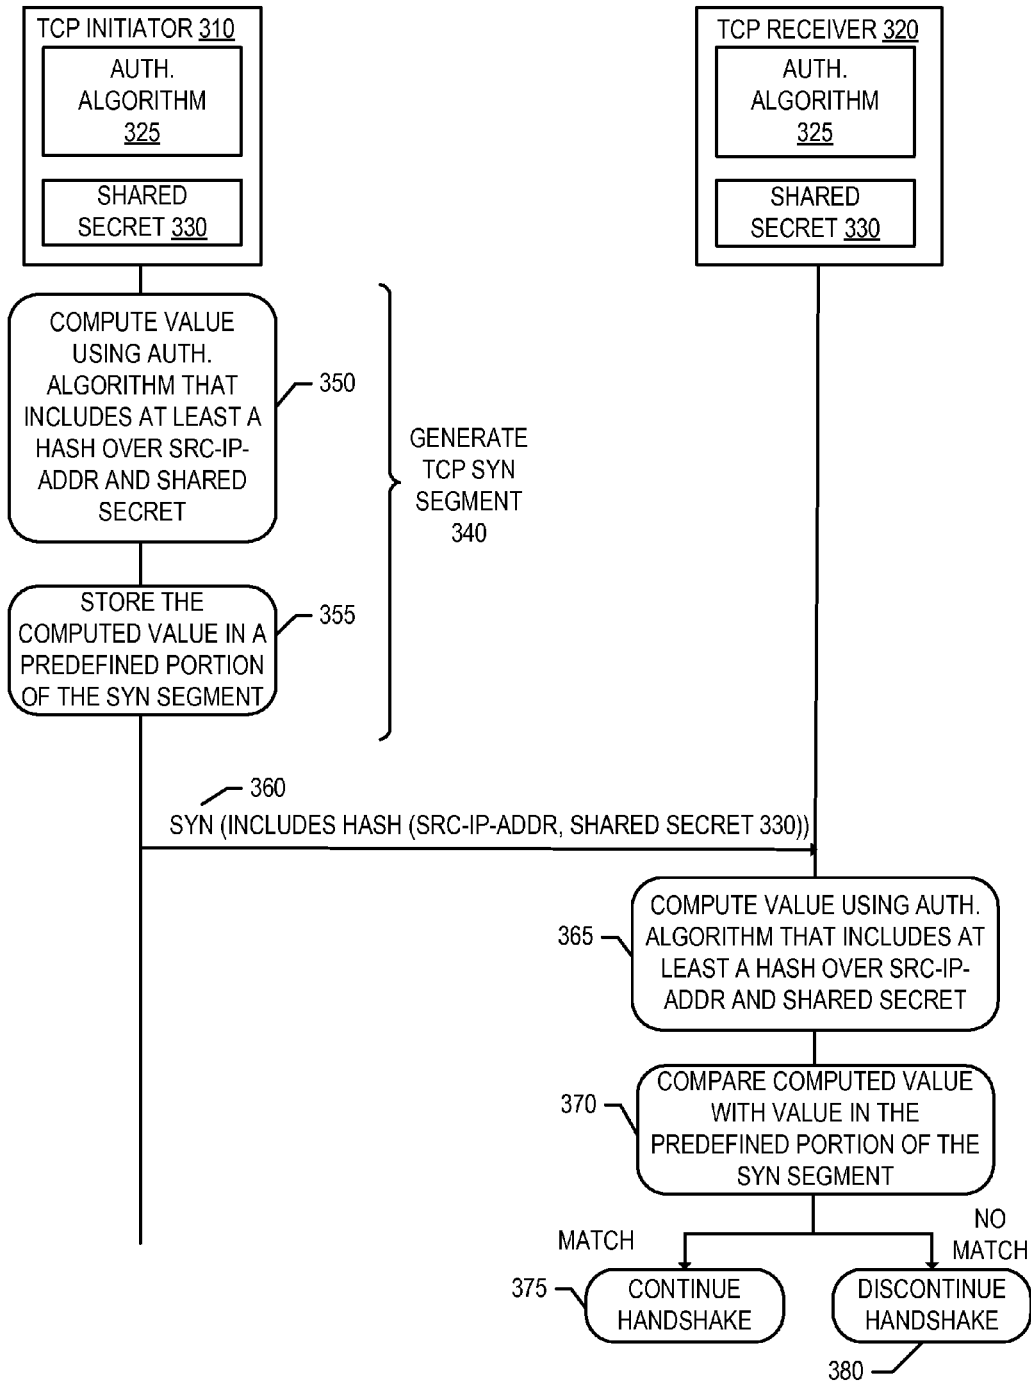 TCP INITIATOR 310
AUTH.
ALGORITHM
325
SHARED
SECRET 330
TCP RECEIVER 320
AUTH.
ALGORITHM
325
SHARED
SECRET 330
COMPUTE VALUE
USING AUTH.
ALGORITHM THAT
INCLUDES AT LEAST A
HASH OVER SRC-IP-
ADDR AND SHARED
SECRET
350
GENERATE
TCP SYN
SEGMENT
340
STORE THE
COMPUTED VALUE IN A
PREDEFINED PORTION
OF THE SYN SEGMENT
355
360
SYN (INCLUDES HASH (SRC-IP-ADDR, SHARED SECRET 330))
COMPUTE VALUE USING AUTH.
ALGORITHM THAT INCLUDES AT
LEAST A HASH OVER SRC-IP-
ADDR AND SHARED SECRET
365
COMPARE COMPUTED VALUE
WITH VALUE IN THE
PREDEFINED PORTION OF THE
SYN SEGMENT
370
MATCH
NO
MATCH
375
CONTINUE
HANDSHAKE
DISCONTINUE
HANDSHAKE
380